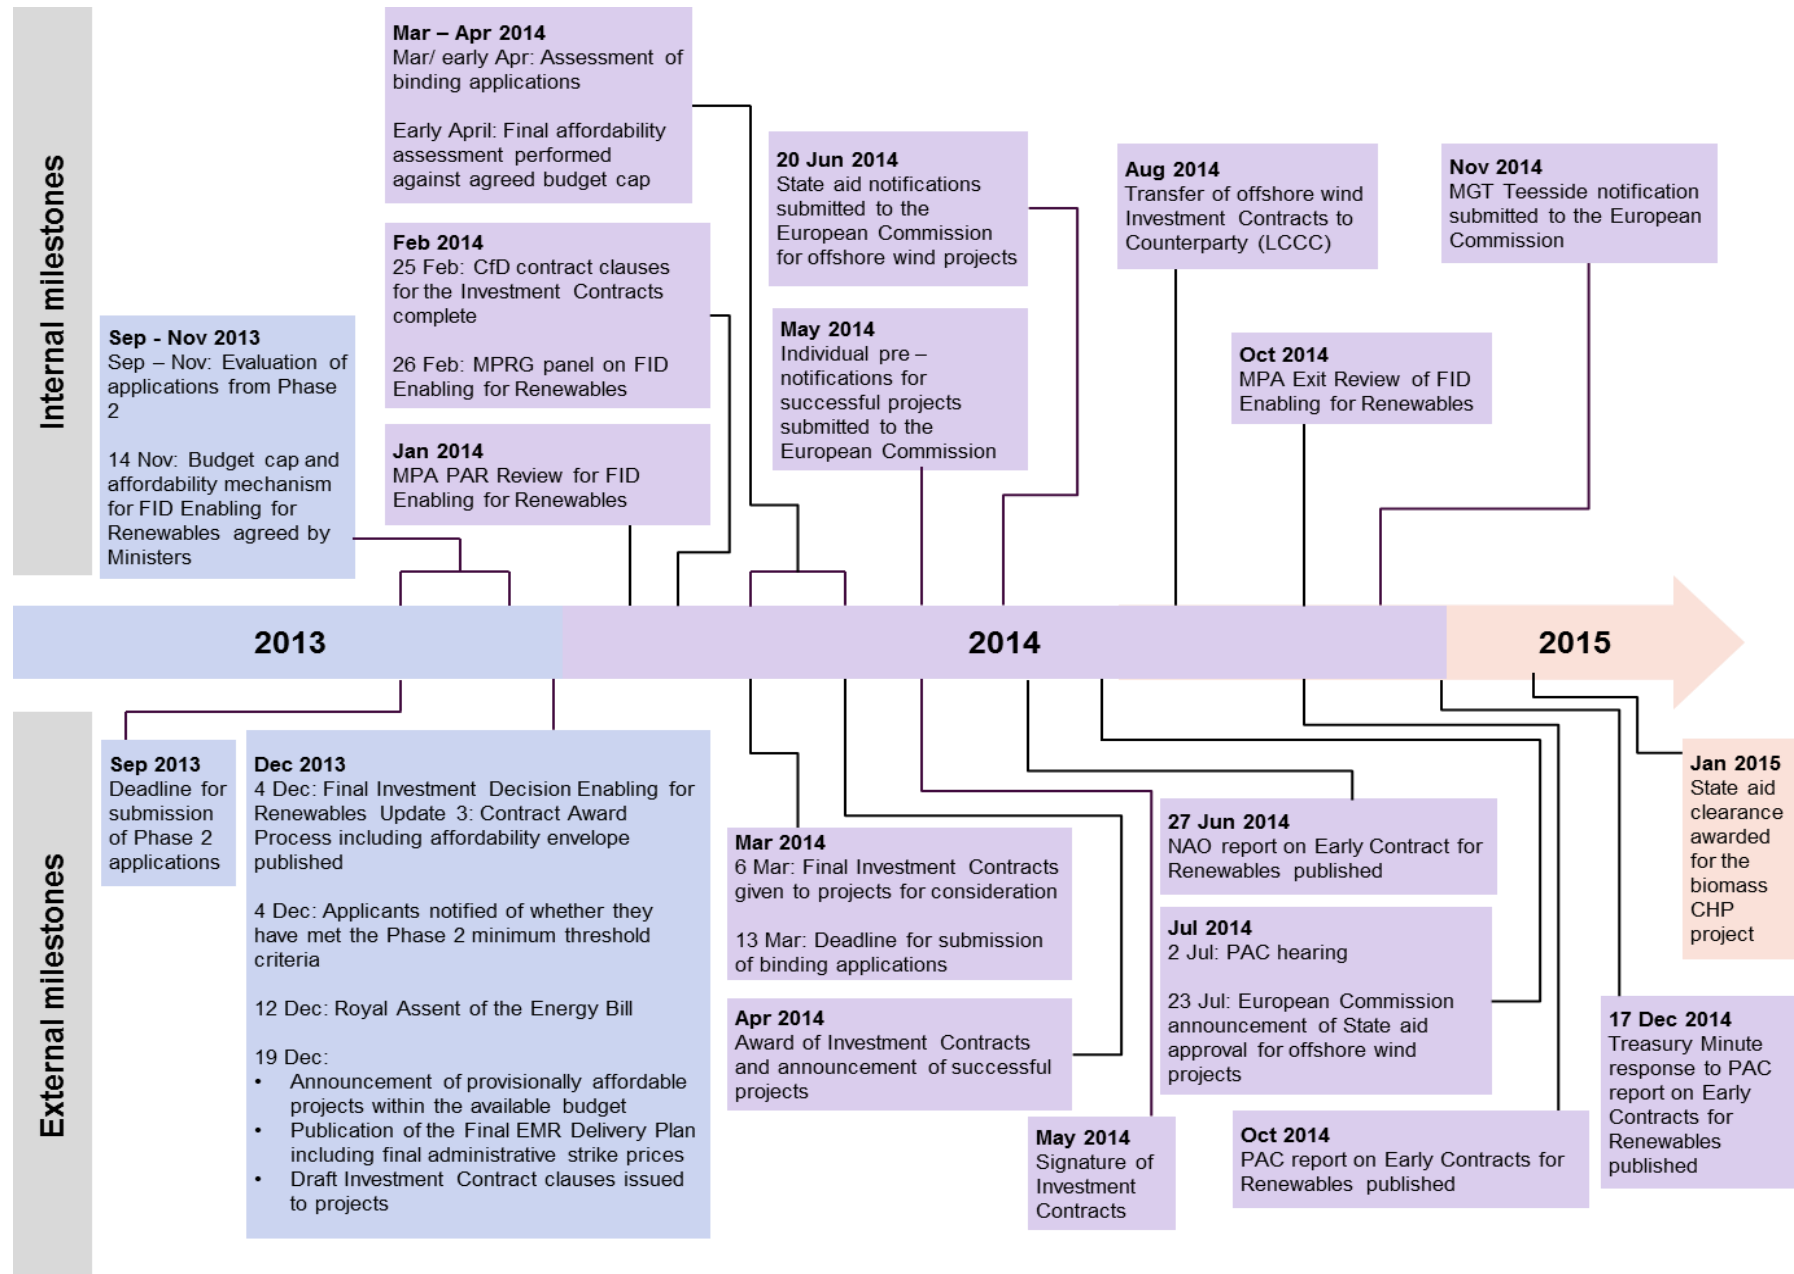 Internal milestones
Mar – Apr 2014
Mar/ early Apr: Assessment of
binding applications
Early April: Final affordability
assessment performed
against agreed budget cap
Feb 2014
25 Feb: CfD contract clauses
for the Investment Contracts
complete
26 Feb: MPRG panel on FID
Enabling for Renewables
Jan 2014
MPA PAR Review for FID
Enabling for Renewables
Sep - Nov 2013
Sep – Nov: Evaluation of
applications from Phase
2
14 Nov: Budget cap and
affordability mechanism
for FID Enabling for
Renewables agreed by
Ministers
20 Jun 2014
State aid notifications
submitted to the
European Commission
for offshore wind projects
May 2014
Individual pre –
notifications for
successful projects
submitted to the
European Commission
Aug 2014
Transfer of offshore wind
Investment Contracts to
Counterparty (LCCC)
Oct 2014
MPA Exit Review of FID
Enabling for Renewables
Nov 2014
MGT Teesside notification
submitted to the European
Commission
2013
2014
2015
External milestones
Sep 2013
Deadline for
submission
of Phase 2
applications
Dec 2013
4 Dec: Final Investment Decision Enabling for
Renewables Update 3: Contract Award
Process including affordability envelope
published
4 Dec: Applicants notified of whether they
have met the Phase 2 minimum threshold
criteria
12 Dec: Royal Assent of the Energy Bill
19 Dec:
• Announcement of provisionally affordable
projects within the available budget
• Publication of the Final EMR Delivery Plan
including final administrative strike prices
• Draft Investment Contract clauses issued
to projects
Mar 2014
6 Mar: Final Investment Contracts
given to projects for consideration
13 Mar: Deadline for submission
of binding applications
Apr 2014
Award of Investment Contracts
and announcement of successful
projects
May 2014
Signature of
Investment
Contracts
27 Jun 2014
NAO report on Early Contract for
Renewables published
Jul 2014
2 Jul: PAC hearing
23 Jul: European Commission
announcement of State aid
approval for offshore wind
projects
Oct 2014
PAC report on Early Contracts for
Renewables published
17 Dec 2014
Treasury Minute
response to PAC
report on Early
Contracts for
Renewables
published
Jan 2015
State aid
clearance
awarded
for the
biomass
CHP
project